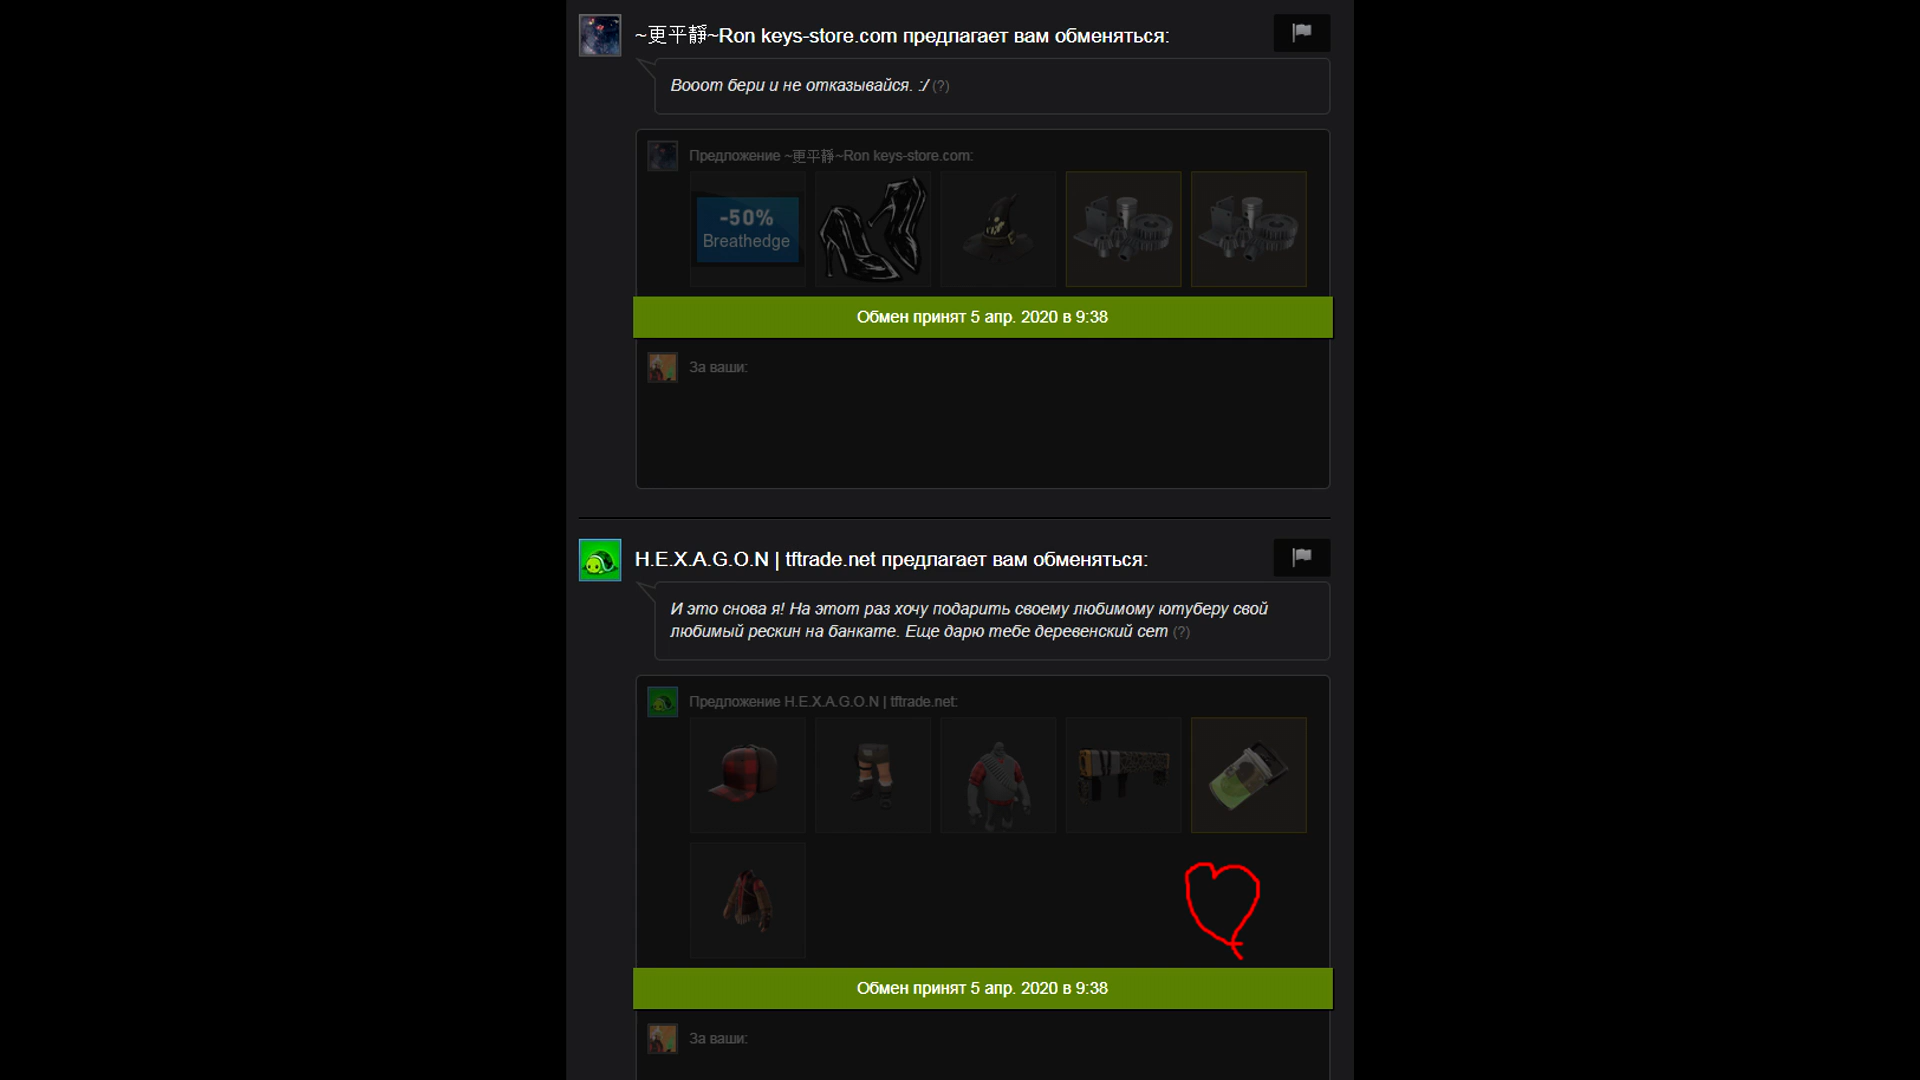 ~更平靜~Ron keys-store.com предлагает вам обменяться:
Вооот бери и не отказывайся. :/ (?)
Предложение ~更平靜~Ron keys-store.com:
-50%
Breathedge
Обмен принят 5 апр. 2020 в 9:38
За ваши:
H.E.X.A.G.O.N | tftrade.net предлагает вам обменяться:
И это снова я! На этот раз хочу подарить своему любимому ютуберу свой
любимый рескин на банкате. Еще дарю тебе деревенский сет (?)
Предложение H.E.X.A.G.O.N | tftrade.net:
Обмен принят 5 апр. 2020 в 9:38
За ваши: